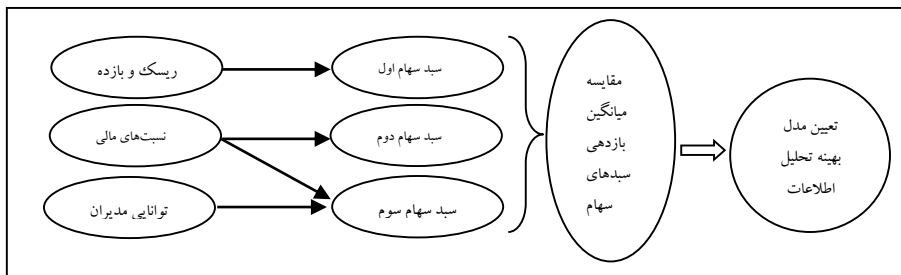 ریسک و بازده
سبد سهام اول
نسبت‌های مالی
سبد سهام دوم
توانایی مدیران
سبد سهام سوم
مقایسه
میانگین
بازدهی
سبدهای
سهام
تعیین مدل
بهینه تحلیل
اطلاعات